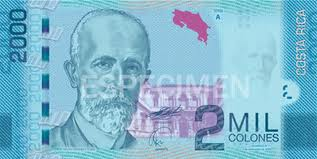 2000
A
COSTA RICA
ESPECIMEN
2 MIL
COLONES